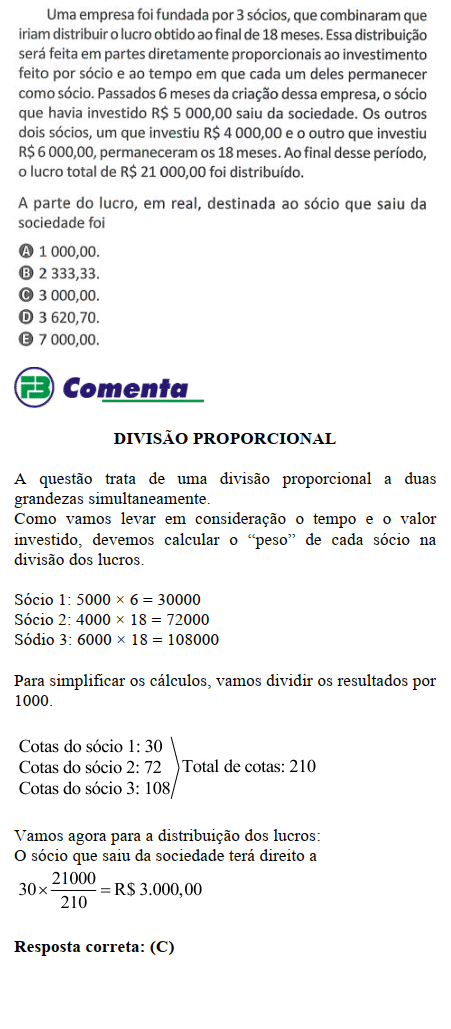 Uma empresa foi fundada por 3 sócios, que combinaram que
iriam distribuir o lucro obtido ao final de 18 meses. Essa distribuição
será feita em partes diretamente proporcionais ao investimento
feito por sócio e ao tempo em que cada um deles permanecer
como sócio. Passados 6 meses da criação dessa empresa, o sócio
que havia investido R$ 5 000,00 saiu da sociedade. Os outros
dois sócios, um que investiu R$ 4 000,00 e o outro que investiu
R$ 6 000,00, permaneceram os 18 meses. Ao final desse período,
o lucro total de R$ 21 000,00 foi distribuído.
A parte do lucro, em real, destinada ao sócio que saiu da
sociedade foi
A 1 000,00.
B 2 333,33.
C 3 000,00.
D 3 620,70.
E 7 000,00.
FB Comenta
DIVISÃO PROPORCIONAL
A questão trata de uma divisão proporcional a duas
grandezas simultaneamente.
Como vamos levar em consideração o tempo e o valor
investido, devemos calcular o “peso” de cada sócio na
divisão dos lucros.
Sócio 1: 5000 × 6 = 30000
Sócio 2: 4000 × 18 = 72000
Sódio 3: 6000 × 18 = 108000
Para simplificar os cálculos, vamos dividir os resultados por
1000.
Cotas do sócio 1: 30
Cotas do sócio 2: 72 Total de cotas: 210
Cotas do sócio 3: 108
Vamos agora para a distribuição dos lucros:
O sócio que saiu da sociedade terá direito a
30 × 21000/210 = R$ 3.000,00
Resposta correta: (C)